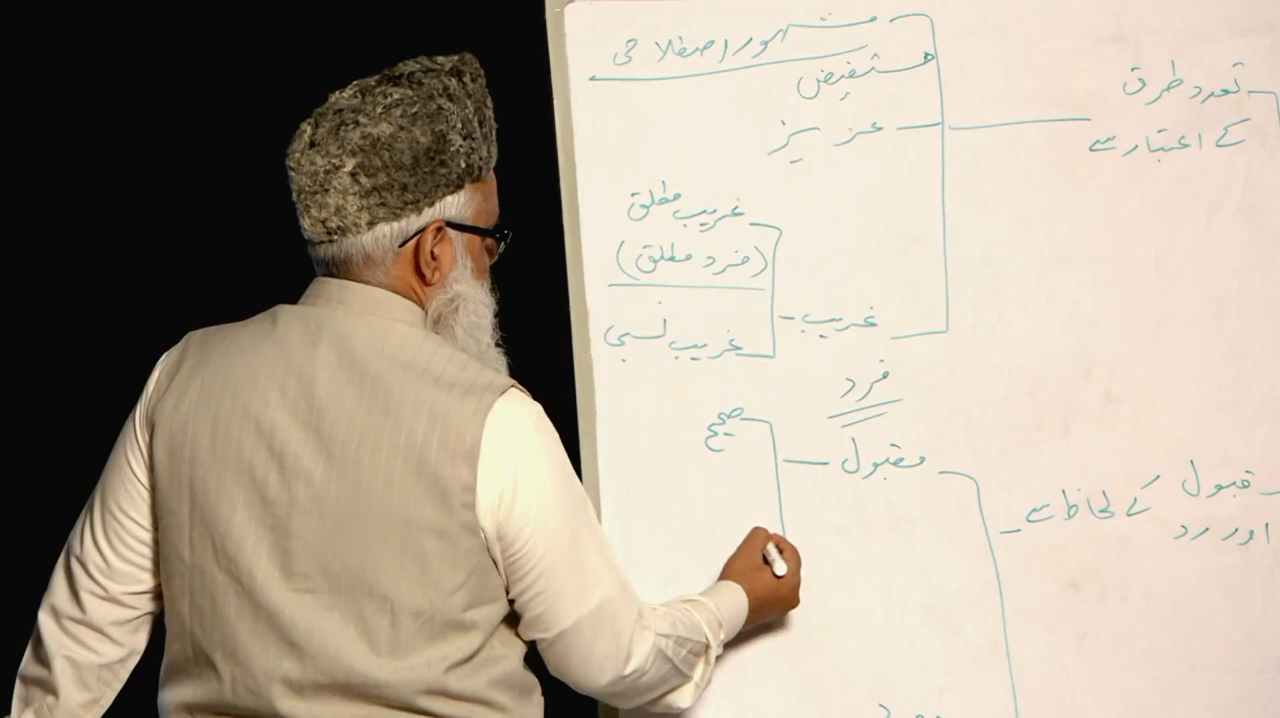 مشہور اصطلاحی
مستفیض
تعدد طرق
کے اعتبار سے
عزیز
غریب مطلق
(فرد مطلق)
غریب
غریب نسبی
فرد
صحیح
مقبول
قبول
اور رد
کے لحاظ سے